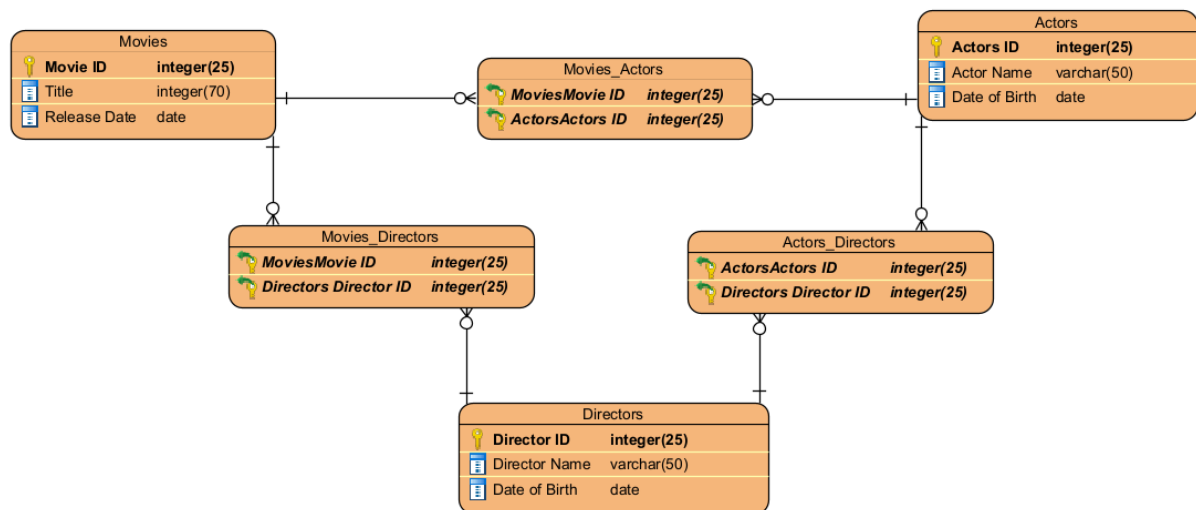 Movies
Movie ID integer(25)
Title integer(70)
Release Date date
Movies_Actors
MoviesMovie ID integer(25)
ActorsActors ID integer(25)
Actors
Actors ID integer(25)
Actor Name varchar(50)
Date of Birth date
Movies_Directors
MoviesMovie ID integer(25)
Directors Director ID integer(25)
Actors_Directors
ActorsActors ID integer(25)
Directors Director ID integer(25)
Directors
Director ID integer(25)
Director Name varchar(50)
Date of Birth date